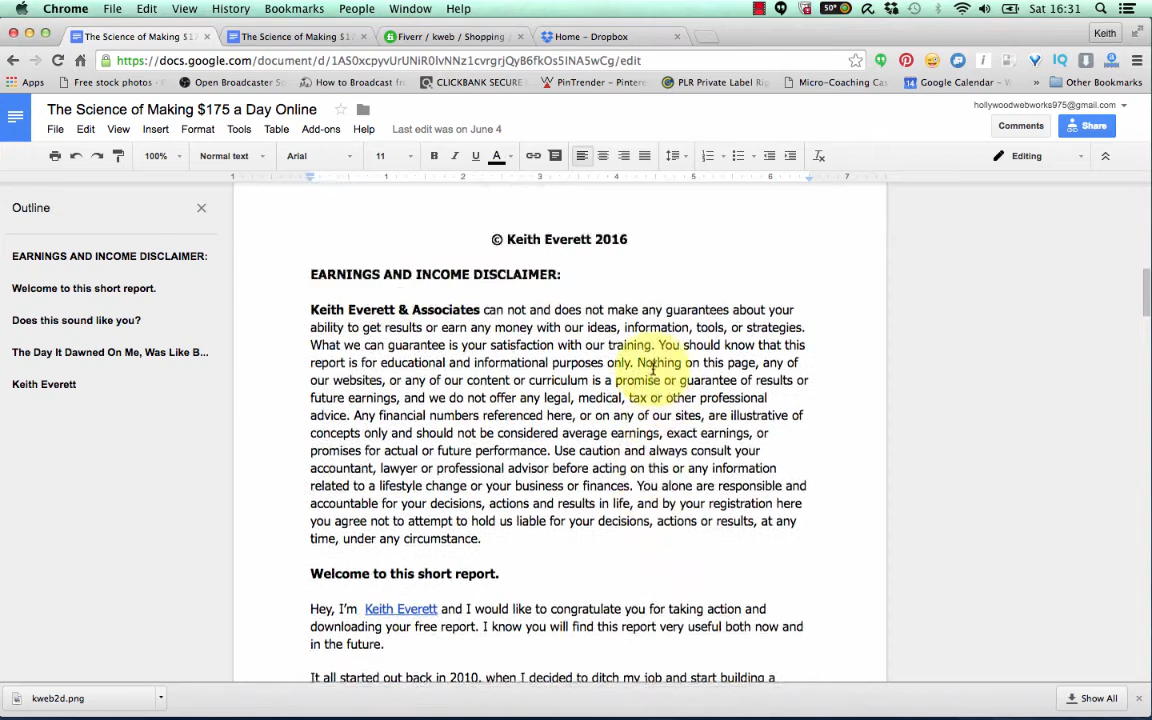 Chrome File Edit View History Bookmarks People Window Help 50° Sat 16:31
The Science of Making $17 The Science of Making $17 Fiverr / kweb / Shopping Home - Dropbox Keith
https://docs.google.com/document/d/1AS0xcpyvUrUNiR0lvNNz1cvrgrjQyB6fkOs5INA5wCg/edit
Apps Free stock photos Open Broadcaster So How to Broadcast fro CLICKBANK SECURE PinTrender - Pintere PLR Private Label Rig Micro-Coaching Cas Google Calendar » Other Bookmarks
The Science of Making $175 a Day Online
hollywoodwebworks975@gmail.com
File Edit View Insert Format Tools Table Add-ons Help Last edit was on June 4
Comments Share
100% Normal text Arial 11 B I U A Editing
1 1 2 3 4 5 6 7
Outline
EARNINGS AND INCOME DISCLAIMER:
Welcome to this short report.
Does this sound like you?
The Day It Dawned On Me, Was Like B...
Keith Everett
© Keith Everett 2016
EARNINGS AND INCOME DISCLAIMER:
Keith Everett & Associates can not and does not make any guarantees about your
ability to get results or earn any money with our ideas, information, tools, or strategies.
What we can guarantee is your satisfaction with our training. You should know that this
report is for educational and informational purposes only. Nothing on this page, any of
our websites, or any of our content or curriculum is a promise or guarantee of results or
future earnings, and we do not offer any legal, medical, tax or other professional
advice. Any financial numbers referenced here, or on any of our sites, are illustrative of
concepts only and should not be considered average earnings, exact earnings, or
promises for actual or future performance. Use caution and always consult your
accountant, lawyer or professional advisor before acting on this or any information
related to a lifestyle change or your business or finances. You alone are responsible and
accountable for your decisions, actions and results in life, and by your registration here
you agree not to attempt to hold us liable for your decisions, actions or results, at any
time, under any circumstance.
Welcome to this short report.
Hey, I'm Keith Everett and I would like to congratulate you for taking action and
downloading your free report. I know you will find this report very useful both now and
in the future.
It all started out back in 2010, when I decided to ditch my job and start building a
kweb2d.png
Show All